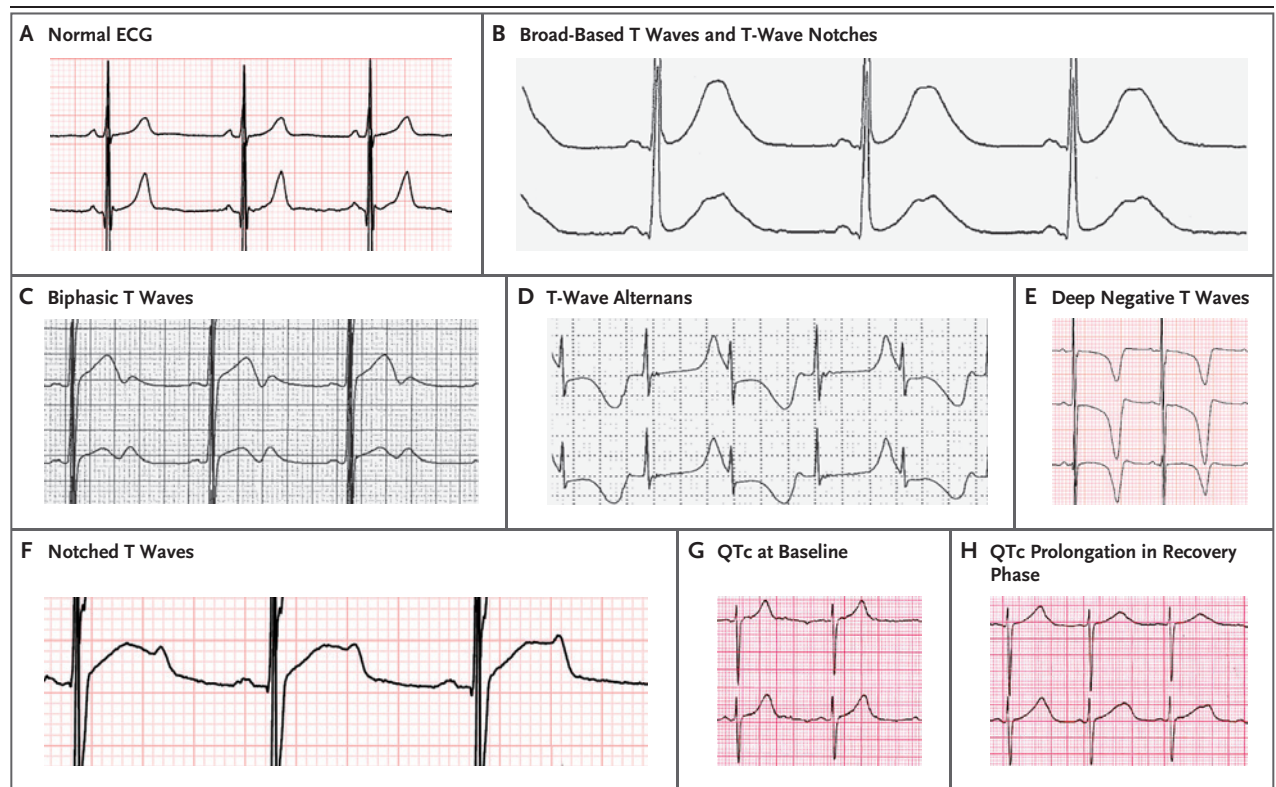 A Normal ECG
B Broad-Based T Waves and T-Wave Notches
C Biphasic T Waves
D T-Wave Alternans
E Deep Negative T Waves
F Notched T Waves
G QTc at Baseline
H QTc Prolongation in Recovery
Phase